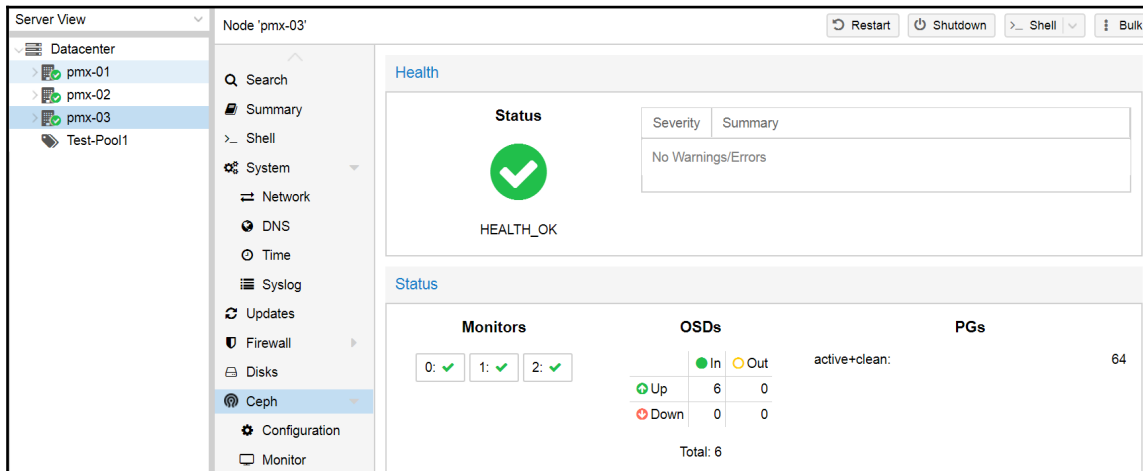 Server View
Datacenter
pmx-01
pmx-02
pmx-03
Test-Pool1
Node 'pmx-03'
Restart
Shutdown
>_ Shell
Bulk
Search
Summary
>_ Shell
System
Network
DNS
Time
Syslog
Updates
Firewall
Disks
Ceph
Configuration
Monitor
Health
Status
HEALTH_OK
Severity Summary
No Warnings/Errors
Status
Monitors
0: 1: 2:
OSDs
In Out
Up 6 0
Down 0 0
Total: 6
PGs
active+clean: 64